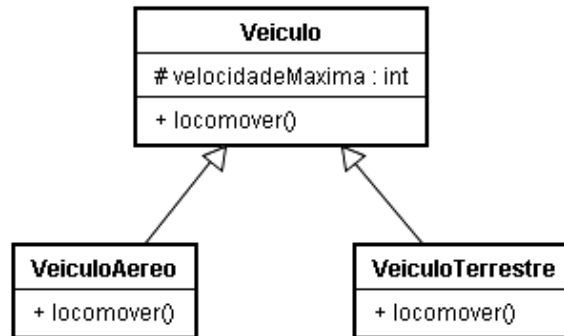 Veiculo
# velocidadeMaxima : int
+ locomover()
VeiculoAereo
+ locomover()
VeiculoTerrestre
+ locomover()